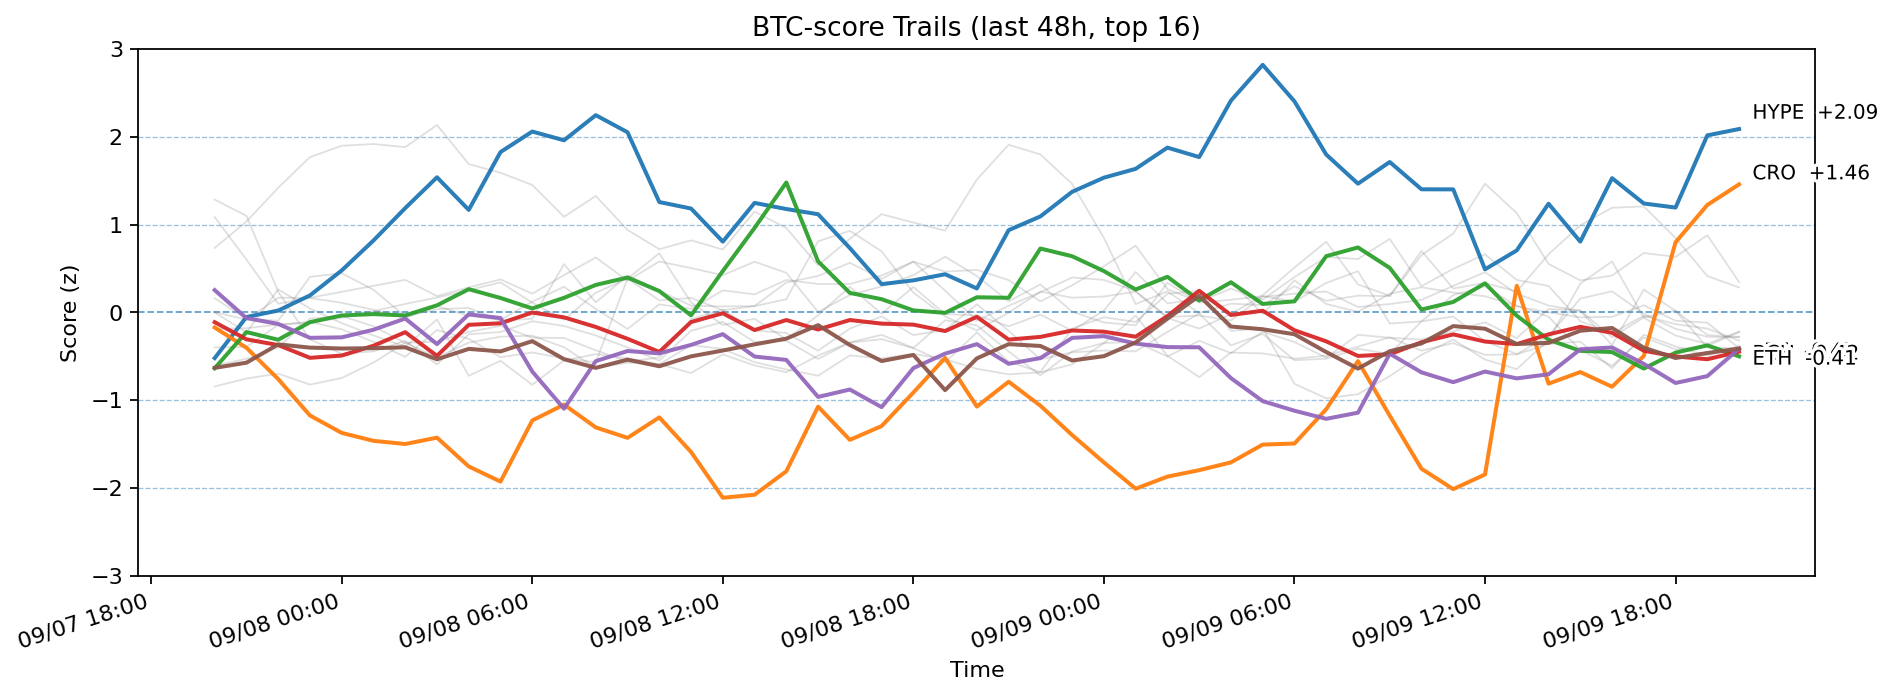 BTC-score Trails (last 48h, top 16)
3
HYPE +2.09
2
CRO +1.46
1
Score (z)
0
ETH -0.41
−1
−2
−3
09/07 18:00
09/08 00:00
09/08 06:00
09/08 12:00
09/08 18:00
09/09 00:00
09/09 06:00
09/09 12:00
09/09 18:00
Time